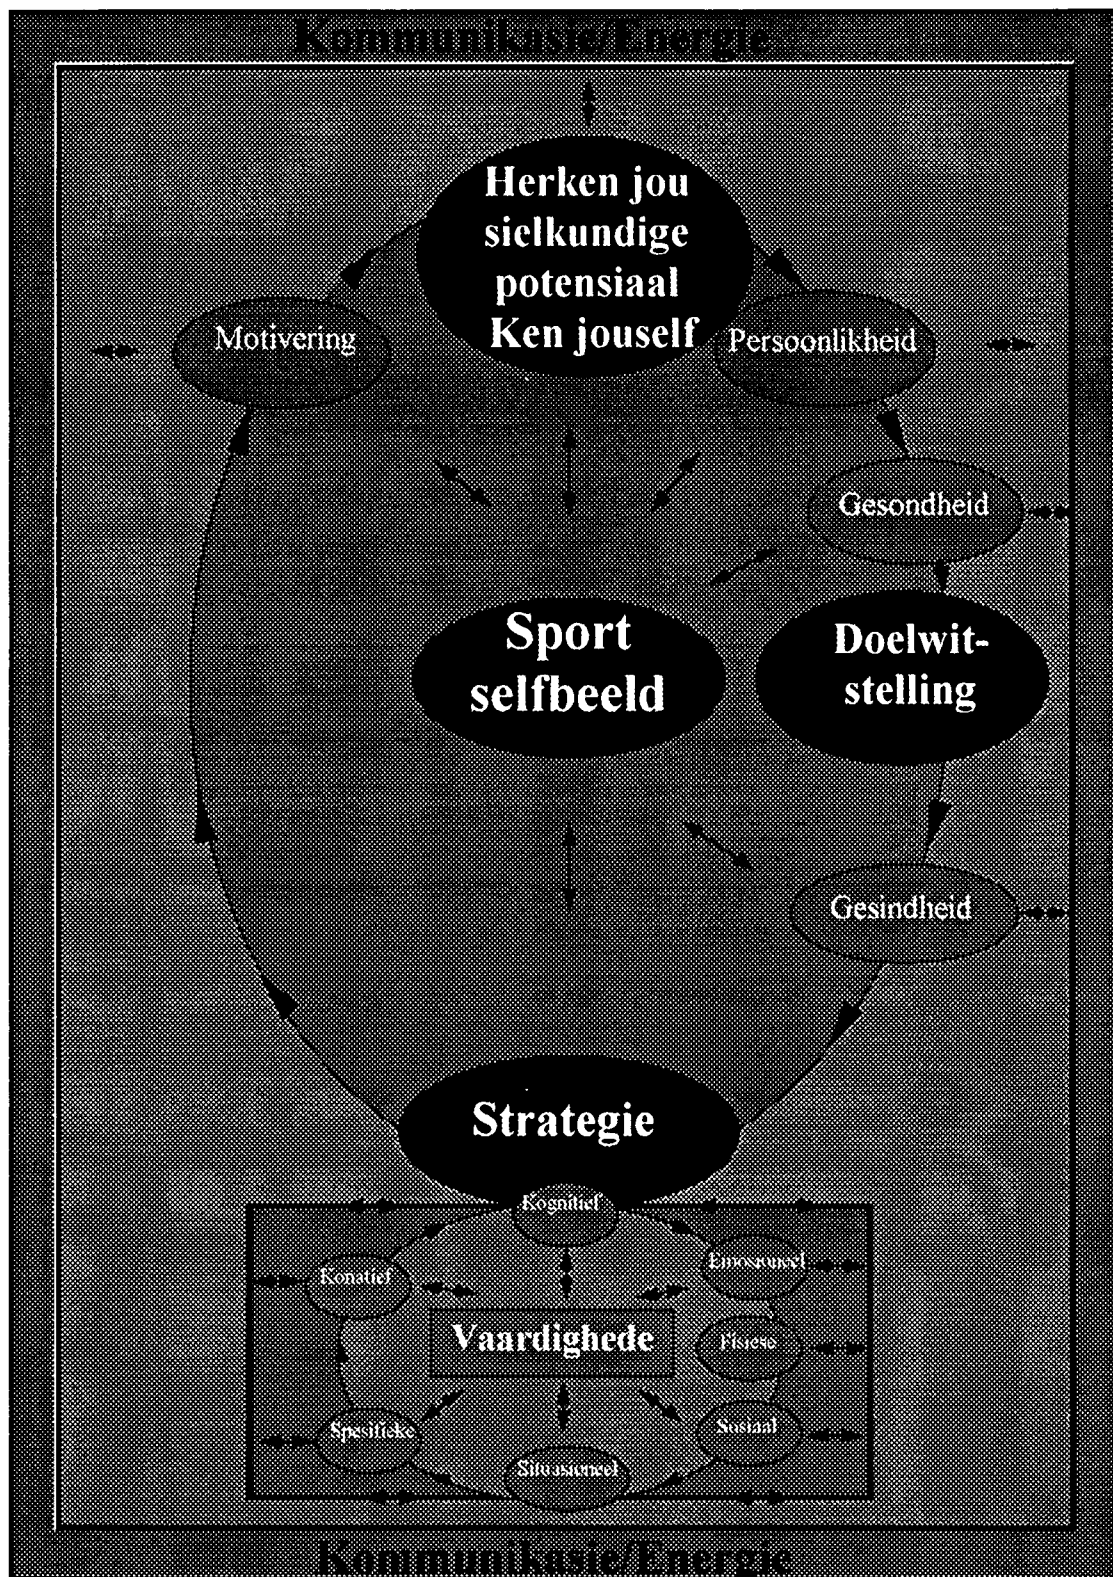 Kommunikasie/Energie
Herken jou
sielkundige
potensiaal
Ken jouself
Motivering
Persoonlikheid
Gesondheid
Sport
selfbeeld
Doelwit-
stelling
Gesindheid
Strategie
Kognitief
Emosioneel
Konatief
Vaardighede
Fisiese
Spesifieke
Sosiaal
Situasioneel
Kommunikasie/Energie